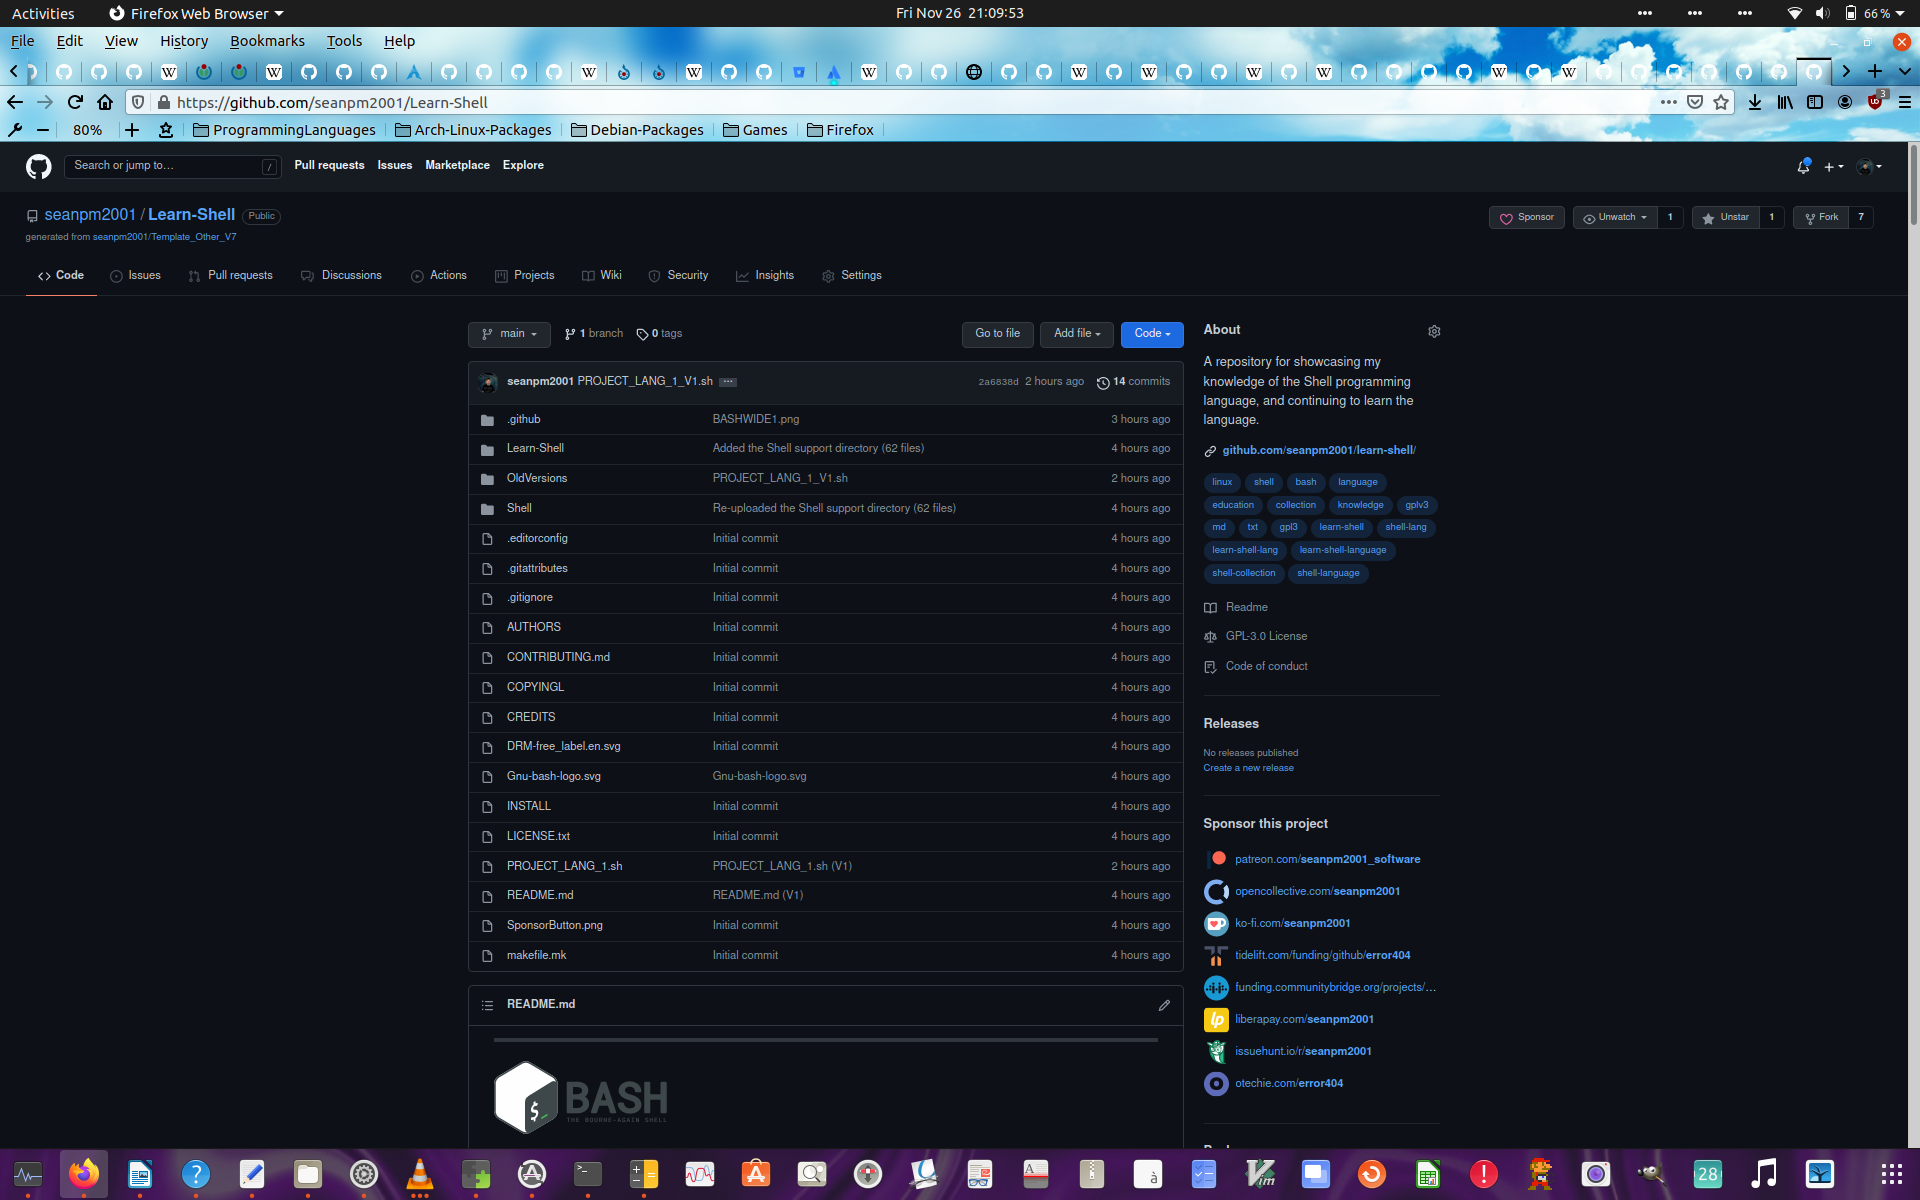 Activities Firefox Web Browser Fri Nov 26 21:09:53 66 %
File Edit View History Bookmarks Tools Help
https://github.com/seanpm2001/Learn-Shell 3
80% ProgrammingLanguages Arch-Linux-Packages Debian-Packages Games Firefox
Search or jump to… / Pull requests Issues Marketplace Explore
seanpm2001 / Learn-Shell Public Sponsor Unwatch 1 Unstar 1 Fork 7
generated from seanpm2001/Template_Other_V7
Code Issues Pull requests Discussions Actions Projects Wiki Security Insights Settings
main 1 branch 0 tags Go to file Add file Code
seanpm2001 PROJECT_LANG_1_V1.sh ... 2a6838d 2 hours ago 14 commits
.github BASHWIDE1.png 3 hours ago
Learn-Shell Added the Shell support directory (62 files) 4 hours ago
OldVersions PROJECT_LANG_1_V1.sh 2 hours ago
Shell Re-uploaded the Shell support directory (62 files) 4 hours ago
.editorconfig Initial commit 4 hours ago
.gitattributes Initial commit 4 hours ago
.gitignore Initial commit 4 hours ago
AUTHORS Initial commit 4 hours ago
CONTRIBUTING.md Initial commit 4 hours ago
COPYINGL Initial commit 4 hours ago
CREDITS Initial commit 4 hours ago
DRM-free_label.en.svg Initial commit 4 hours ago
Gnu-bash-logo.svg Gnu-bash-logo.svg 4 hours ago
INSTALL Initial commit 4 hours ago
LICENSE.txt Initial commit 4 hours ago
PROJECT_LANG_1.sh PROJECT_LANG_1.sh (V1) 2 hours ago
README.md README.md (V1) 4 hours ago
SponsorButton.png Initial commit 4 hours ago
makefile.mk Initial commit 4 hours ago
README.md
BASH
THE BOURNE-AGAIN SHELL
About
A repository for showcasing my
knowledge of the Shell programming
language, and continuing to learn the
language.
github.com/seanpm2001/learn-shell/
linux shell bash language
education collection knowledge gplv3
md txt gpl3 learn-shell shell-lang
learn-shell-lang learn-shell-language
shell-collection shell-language
Readme
GPL-3.0 License
Code of conduct
Releases
No releases published
Create a new release
Sponsor this project
patreon.com/seanpm2001_software
opencollective.com/seanpm2001
ko-fi.com/seanpm2001
tidelift.com/funding/github/error404
funding.communitybridge.org/projects/…
liberapay.com/seanpm2001
issuehunt.io/r/seanpm2001
otechie.com/error404
28